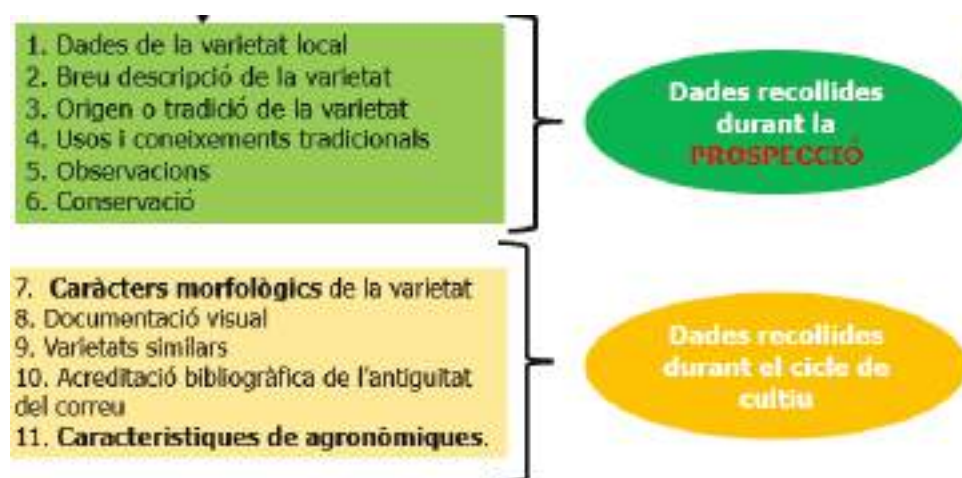 1. Dades de la varietat local
2. Breu descripció de la varietat
3. Origen o tradició de la varietat
4. Usos i coneixements tradicionals
5. Observacions
6. Conservació
Dades recollides
durant la
PROSPECCIÓ
7. Caràcters morfològics de la varietat
8. Documentació visual
9. Varietats similars
10. Acreditació bibliogràfica de l'antiguitat
del correu
11. Característiques de agronòmiques.
Dades recollides
durant el cicle de
cultiu